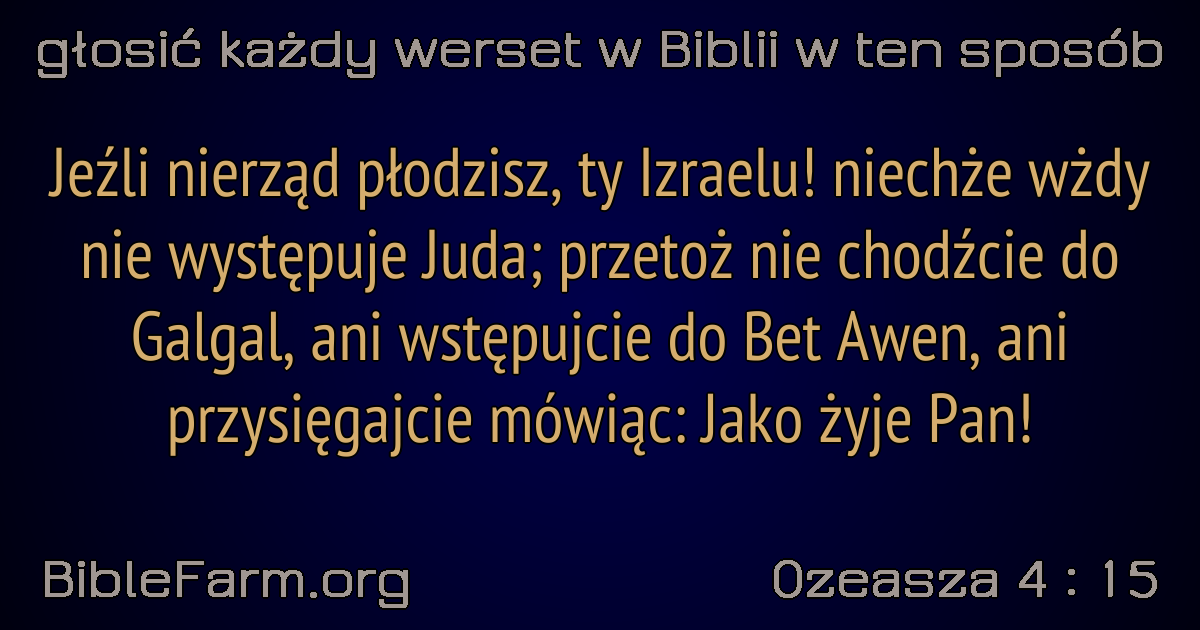 głosić każdy werset w Biblii w ten sposób
Jeźli nierząd płodzisz, ty Izraelu! niechże wżdy
nie występuje Juda; przetoż nie chodźcie do
Galgal, ani wstępujcie do Bet Awen, ani
przysięgajcie mówiąc: Jako żyje Pan!
BibleFarm.org
Ozeasza 4 : 15